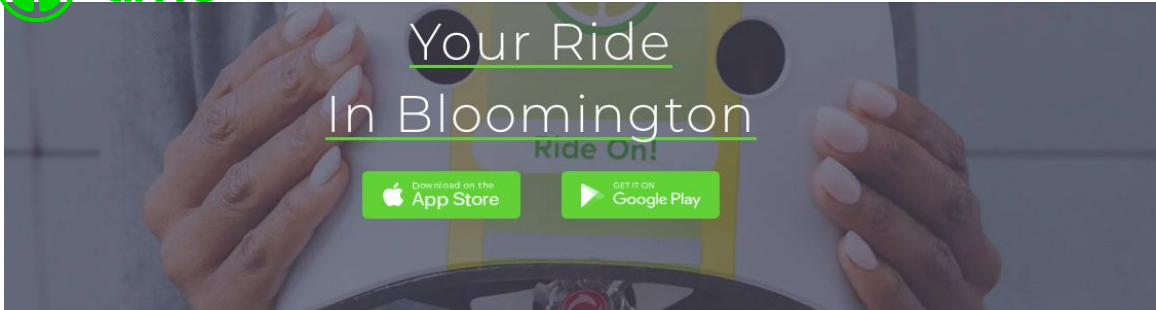 Your Ride
In Bloomington
Ride On!
Download on the
App Store
GET IT ON
Google Play